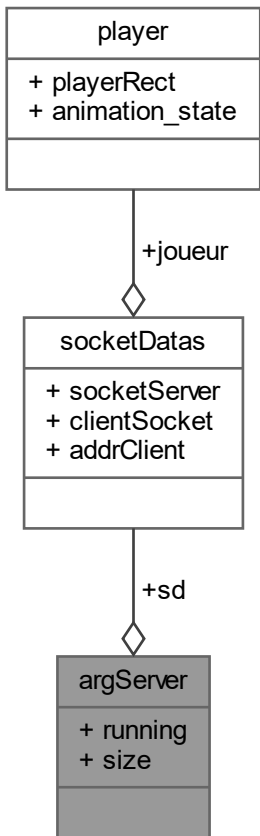 player
+ playerRect
+ animation_state
+joueur
socketDatas
+ socketServer
+ clientSocket
+ addrClient
+sd
argServer
+ running
+ size